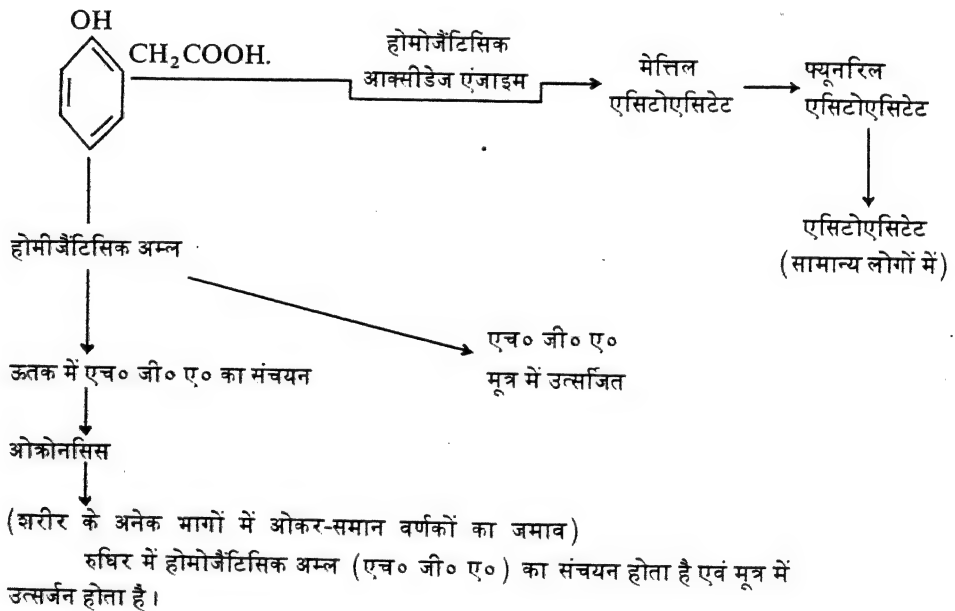 OH
CH₂COOH.
होमोजैंटिसिक
आक्सीडेज एंजाइम
मेत्तिल
एसिटोएसिटेट
फ्यूनरिल
एसिटोएसिटेट
एसिटोएसिटेट
(सामान्य लोगों में)
होमीजैंटिसिक अम्ल
एच० जी० ए०
मूत्र में उत्सर्जित
ऊतक में एच० जी० ए० का संचयन
ओक्रोनसिस
(शरीर के अनेक भागों में ओकर-समान वर्णकों का जमाव)
रुधिर में होमोजैंटिसिक अम्ल (एच० जी० ए०) का संचयन होता है एवं मूत्र में
उत्सर्जन होता है।